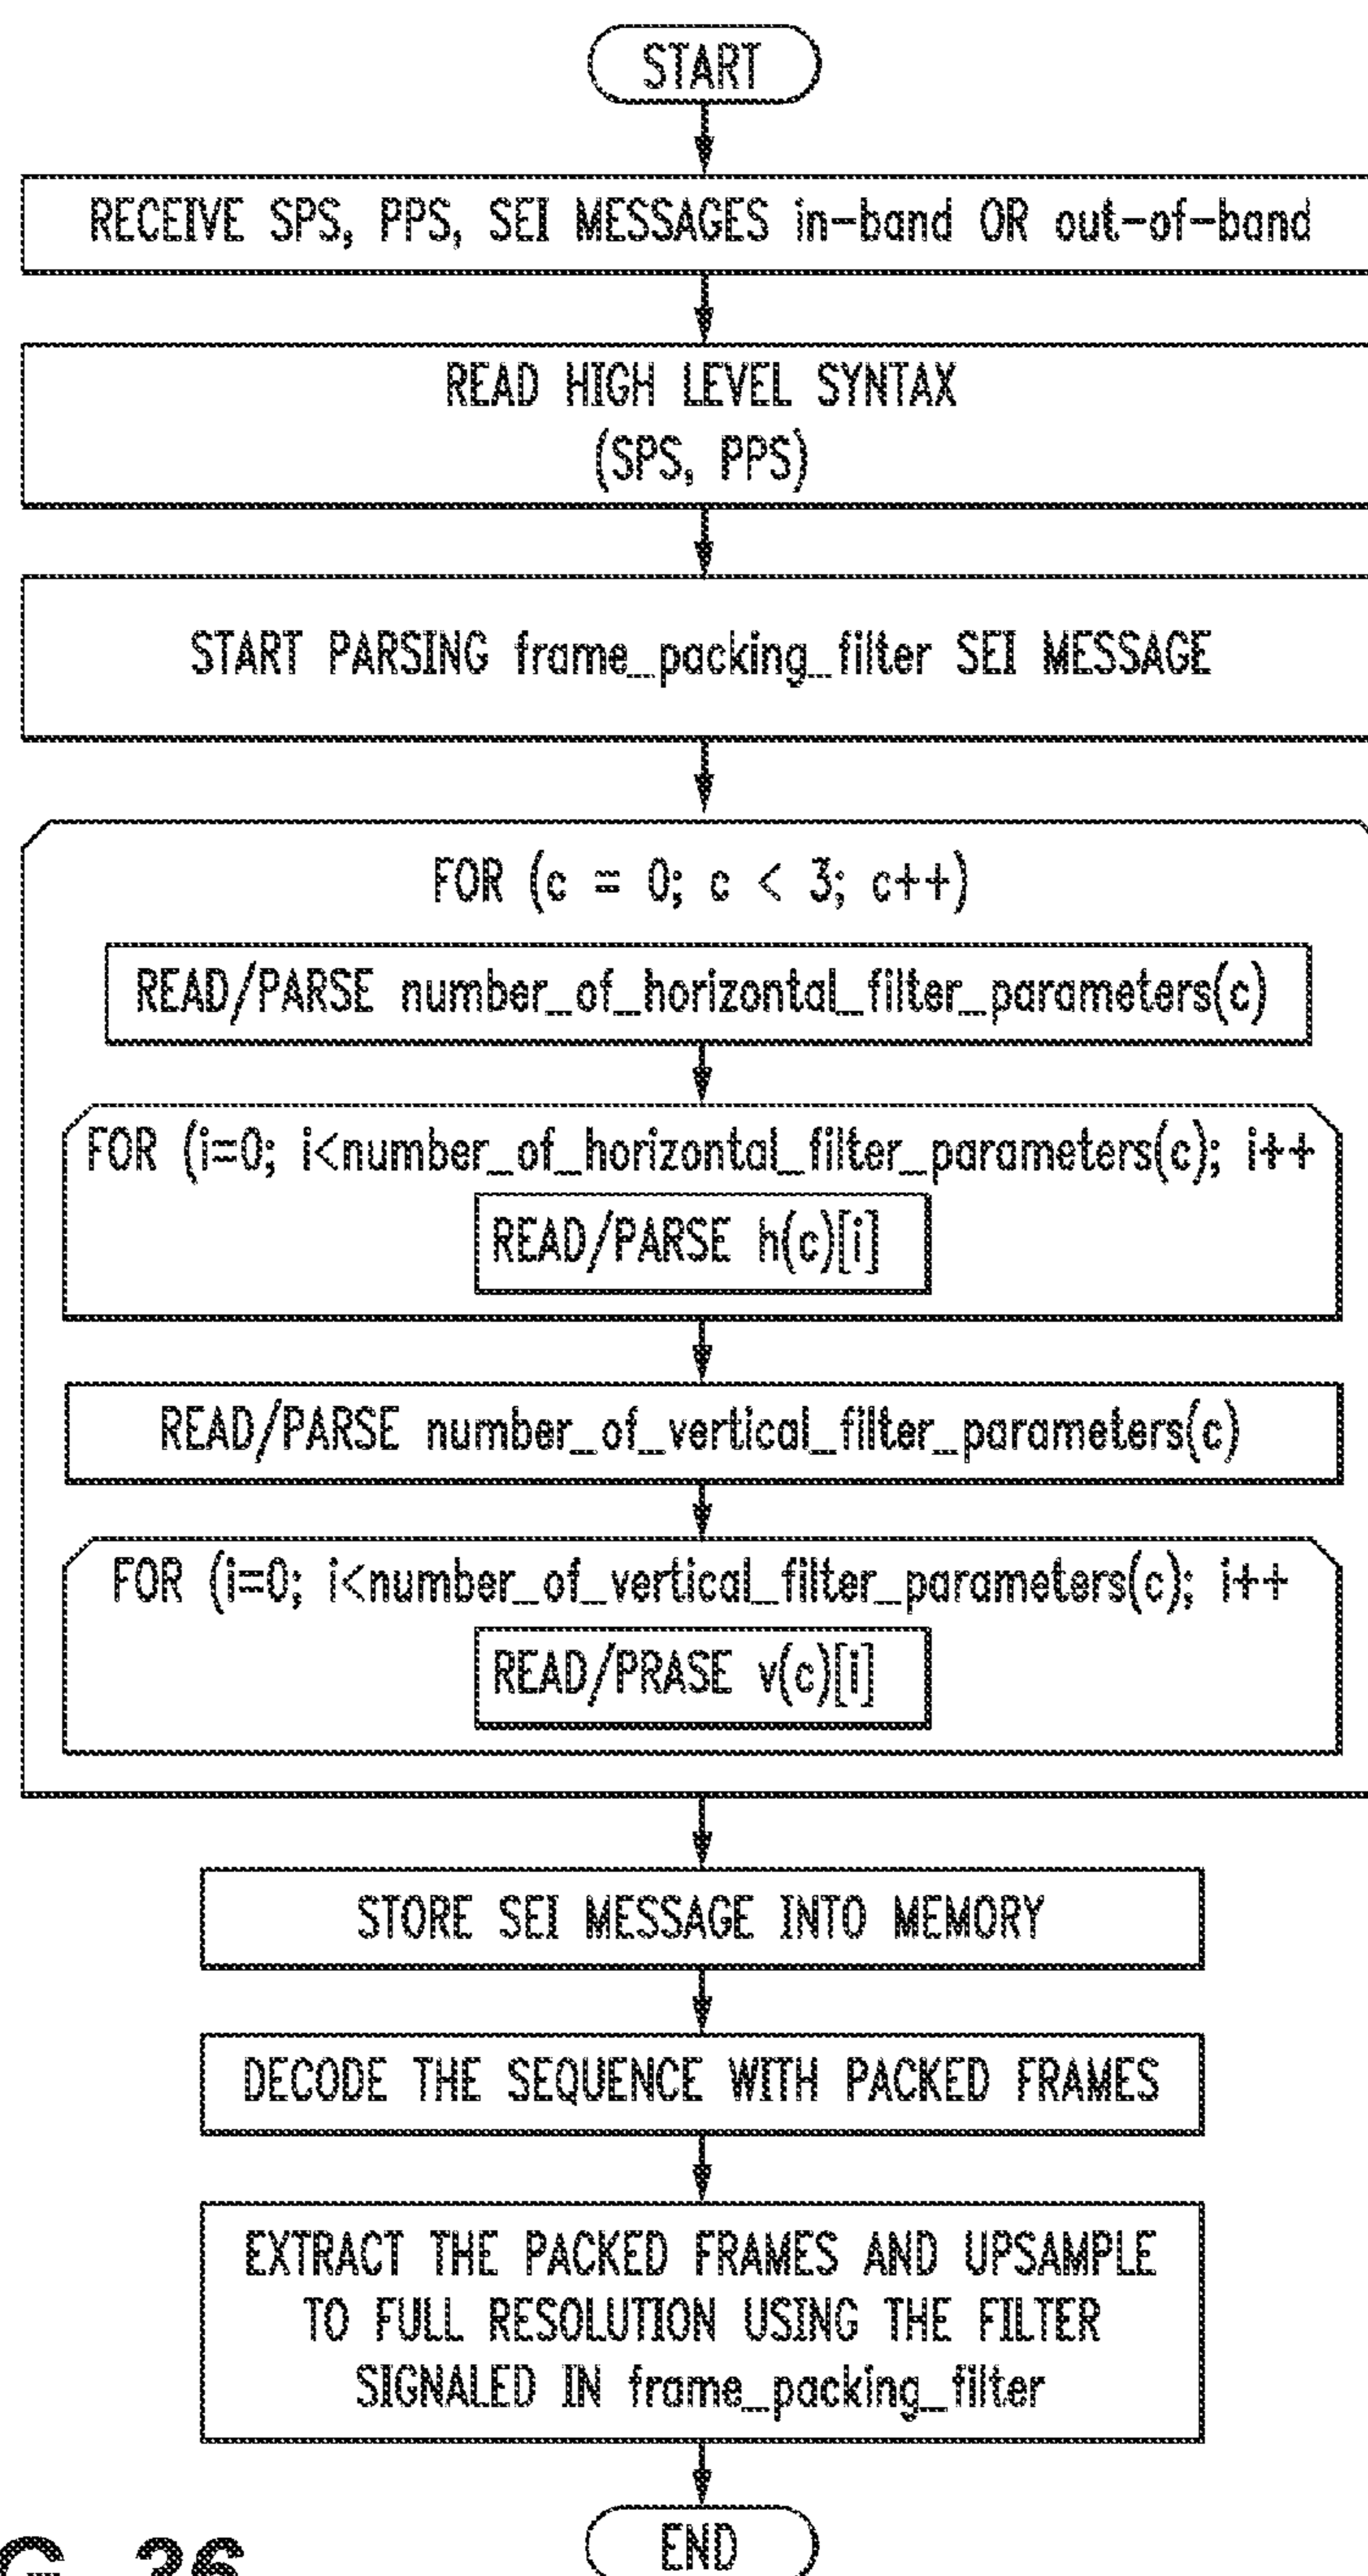 START
RECEIVE SPS, PPS, SEI MESSAGES in-band OR out-of-band
READ HIGH LEVEL SYNTAX
(SPS, PPS)
START PARSING frame_packing_filter SEI MESSAGE
FOR (c = 0; c < 3; c++)
READ/PARSE number_of_horizontal_filter_parameters(c)
FOR (i=0; i<number_of_horizontal_filter_parameters(c); i++
READ/PARSE h(c)[i]
READ/PARSE number_of_vertical_filter_parameters(c)
FOR (i=0; i<number_of_vertical_filter_parameters(c); i++
READ/PRASE v(c)[i]
STORE SEI MESSAGE INTO MEMORY
DECODE THE SEQUENCE WITH PACKED FRAMES
EXTRACT THE PACKED FRAMES AND UPSAMPLE
TO FULL RESOLUTION USING THE FILTER
SIGNALED IN frame_packing_filter
END
G. 26